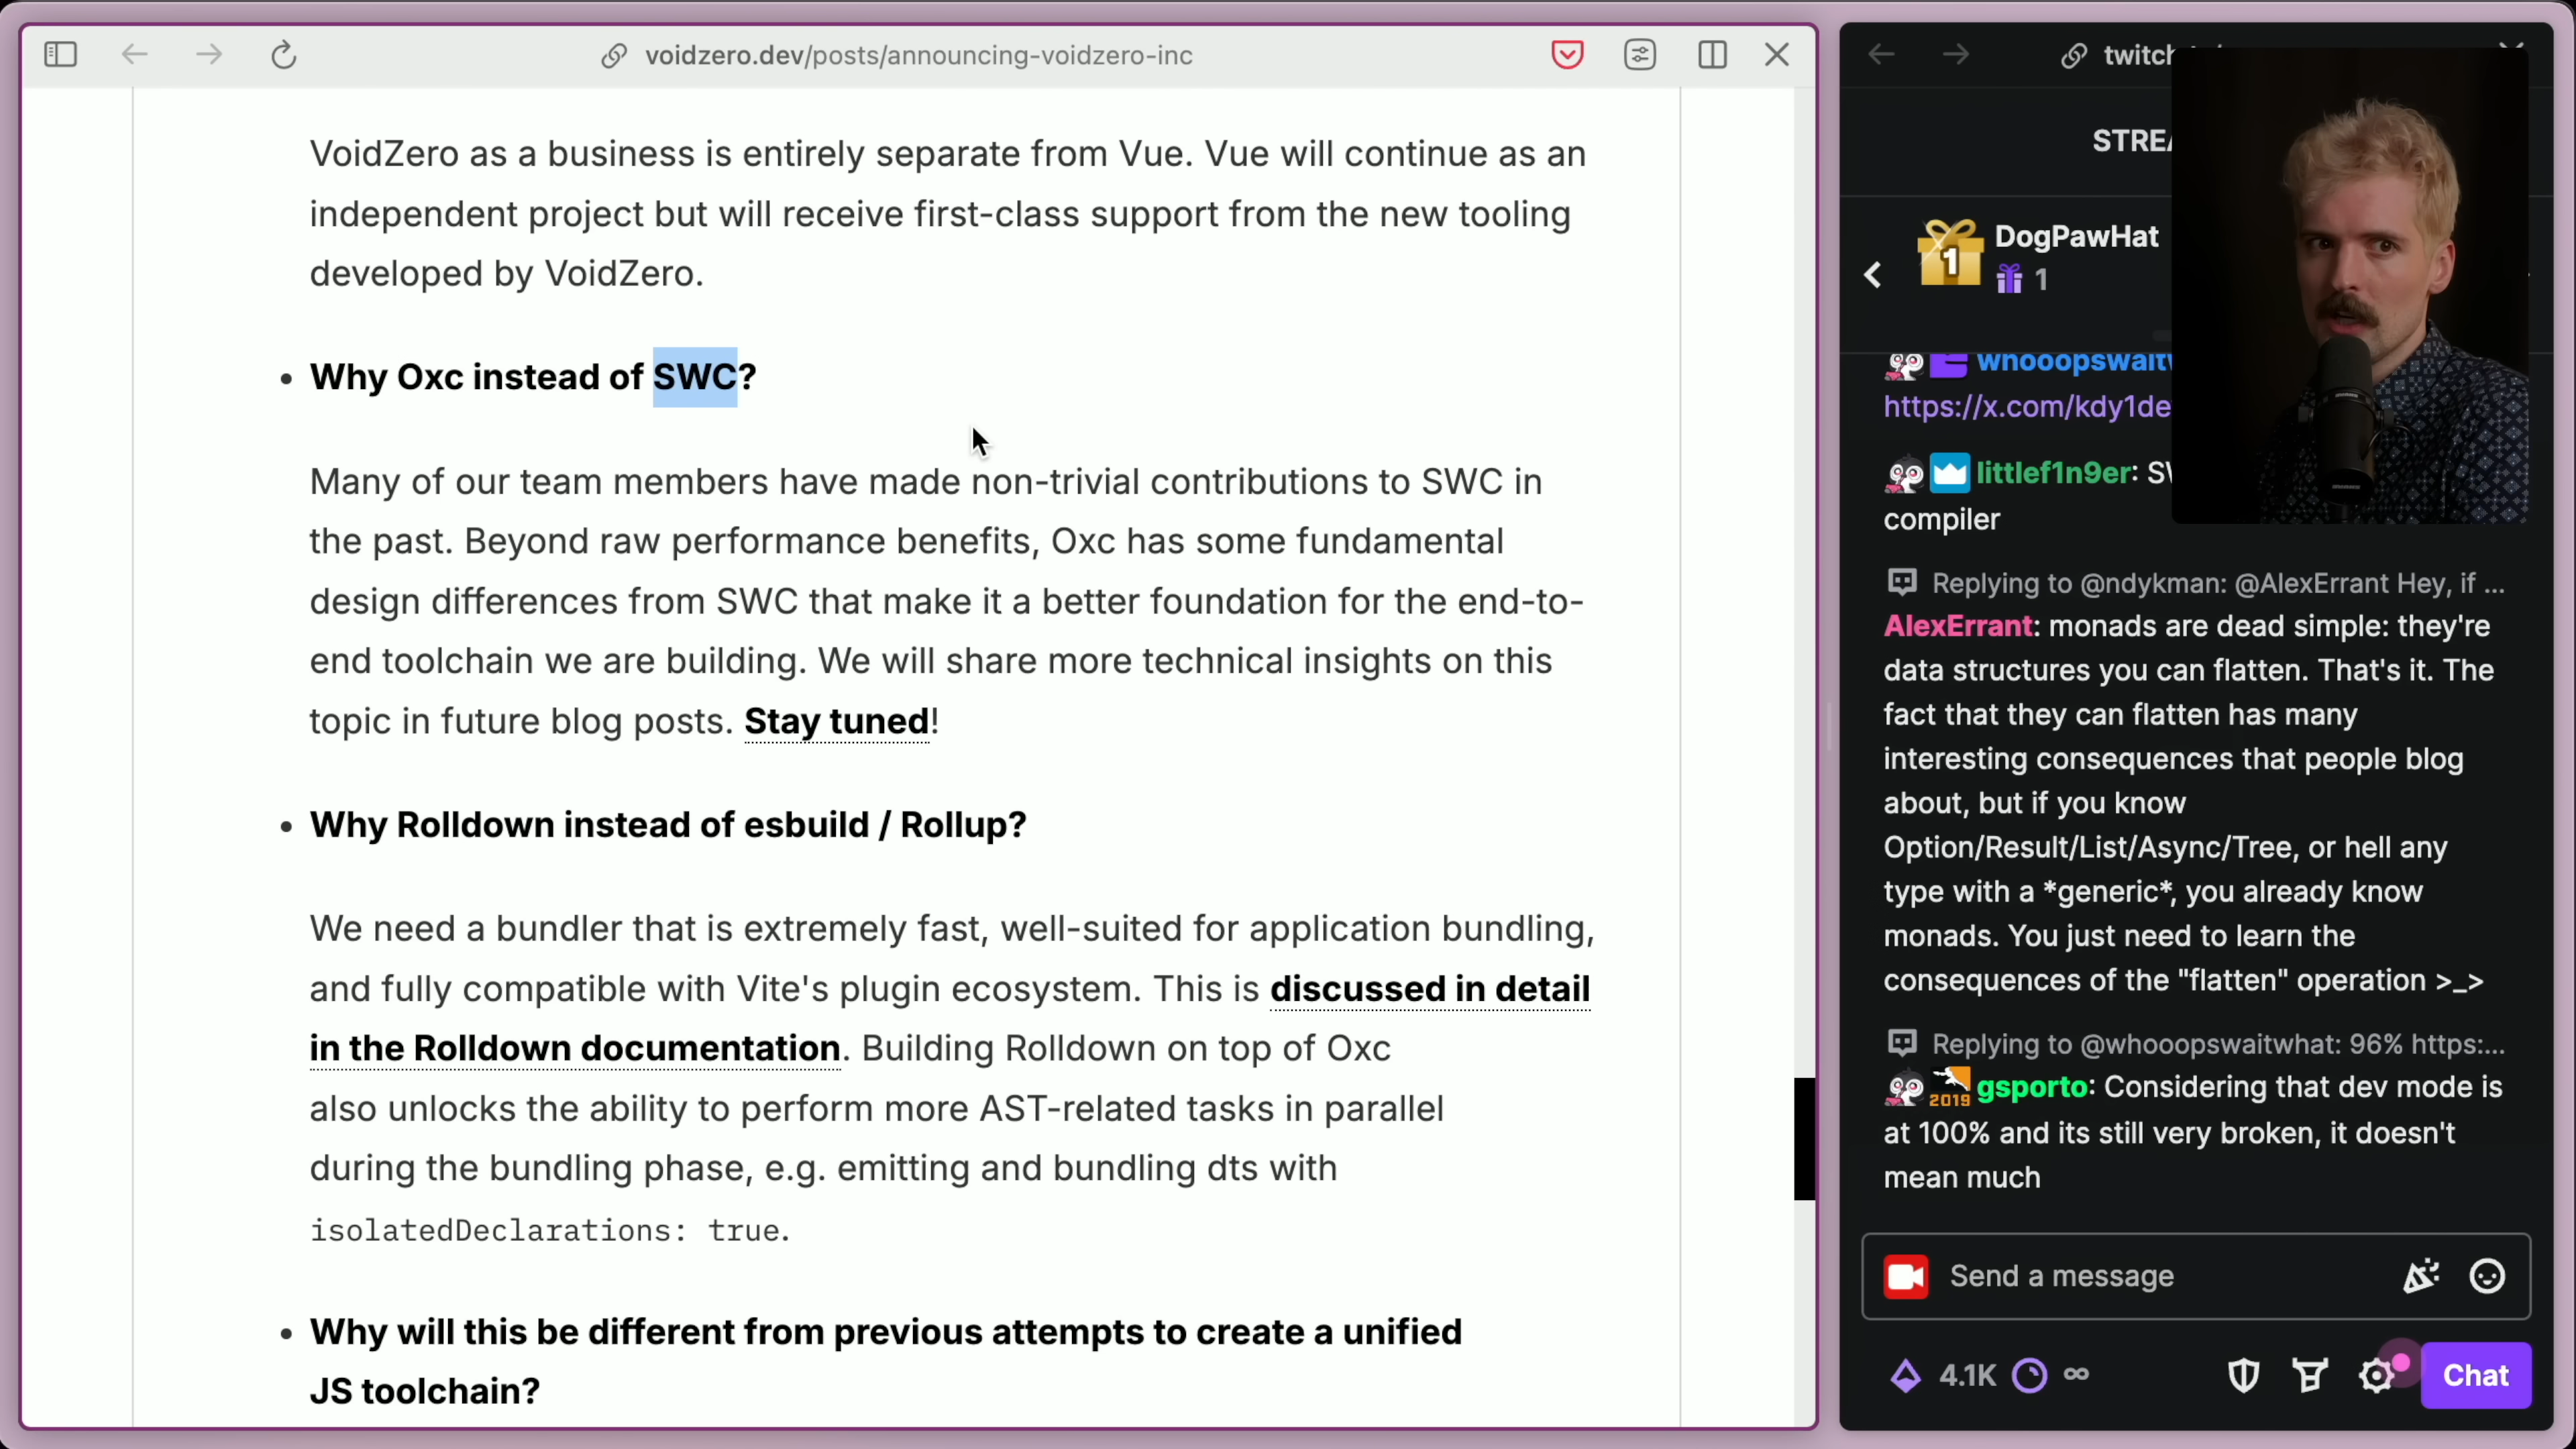 voidzero.dev/posts/announcing-voidzero-inc
VoidZero as a business is entirely separate from Vue. Vue will continue as an
independent project but will receive first-class support from the new tooling
developed by VoidZero.
• Why Oxc instead of SWC?
Many of our team members have made non-trivial contributions to SWC in
the past. Beyond raw performance benefits, Oxc has some fundamental
design differences from SWC that make it a better foundation for the end-to-
end toolchain we are building. We will share more technical insights on this
topic in future blog posts. Stay tuned!
• Why Rolldown instead of esbuild / Rollup?
We need a bundler that is extremely fast, well-suited for application bundling,
and fully compatible with Vite's plugin ecosystem. This is discussed in detail
in the Rolldown documentation. Building Rolldown on top of Oxc
also unlocks the ability to perform more AST-related tasks in parallel
during the bundling phase, e.g. emitting and bundling dts with
isolatedDeclarations: true.
• Why will this be different from previous attempts to create a unified
JS toolchain?
twitch
STREA
1
DogPawHat
1
whooopswaitw
https://x.com/kdy1de
littlef1n9er: SW
compiler
Replying to @ndykman: @AlexErrant Hey, if ...
AlexErrant: monads are dead simple: they're
data structures you can flatten. That's it. The
fact that they can flatten has many
interesting consequences that people blog
about, but if you know
Option/Result/List/Async/Tree, or hell any
type with a *generic*, you already know
monads. You just need to learn the
consequences of the "flatten" operation >_>
Replying to @whooopswaitwhat: 96% https:...
2019 gsporto: Considering that dev mode is
at 100% and its still very broken, it doesn't
mean much
Send a message
4.1K ∞
Chat